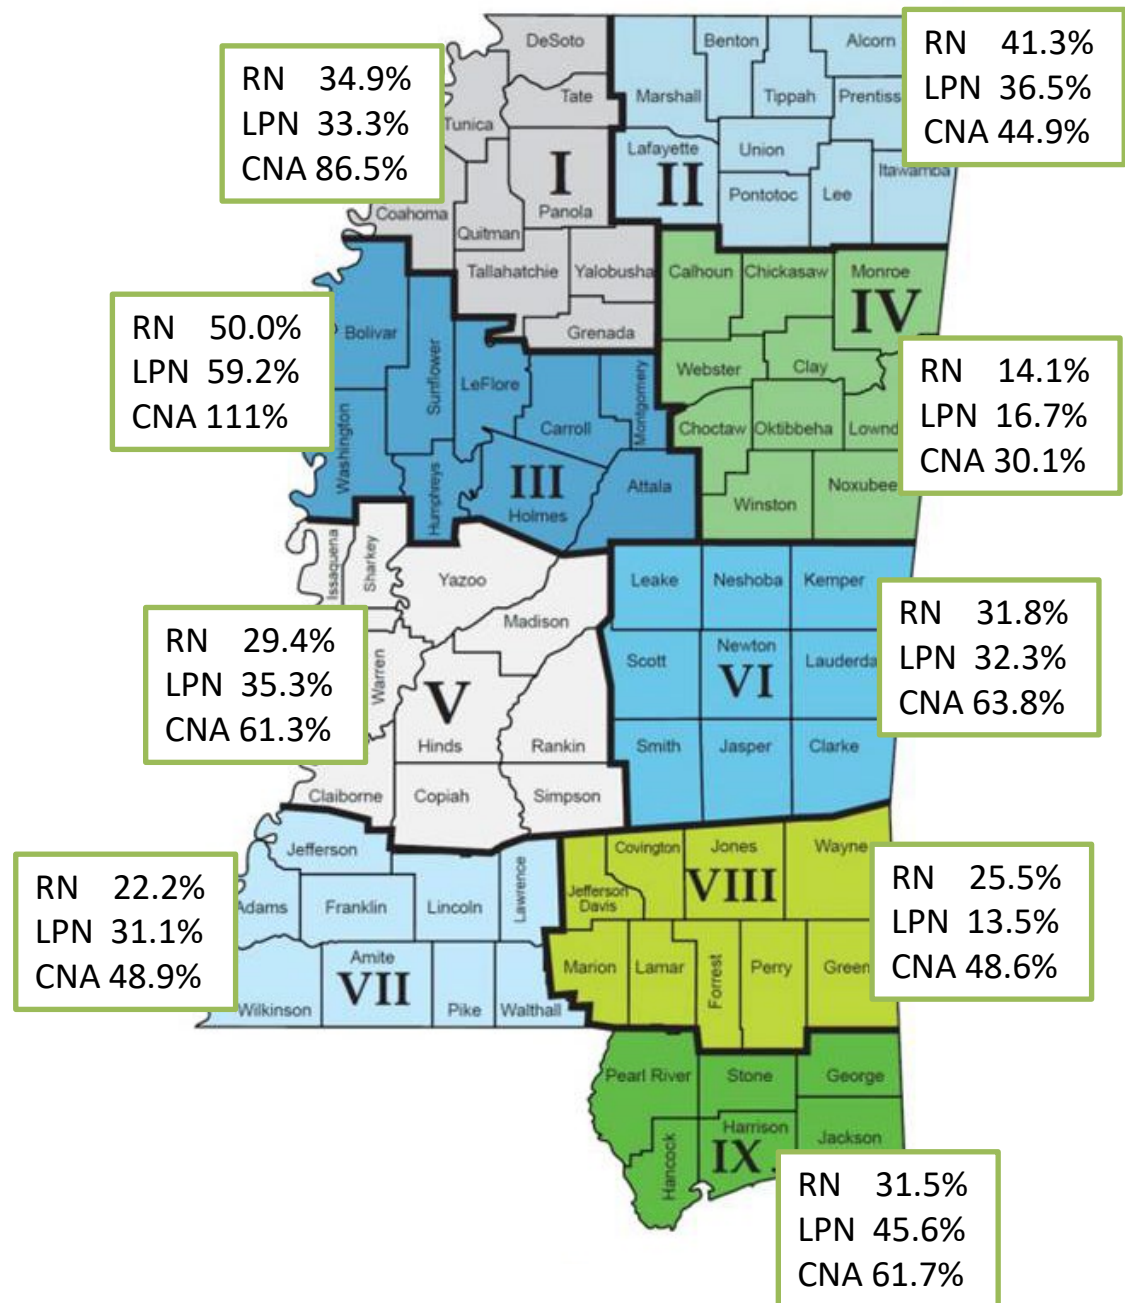 DeSoto
Benton
Alcorn
RN 41.3%
LPN 36.5%
CNA 44.9%
RN 34.9%
LPN 33.3%
CNA 86.5%
Tate
Tunica
Marshall
Tippah
Prentiss
I
Panola
Coahoma
Quitman
Lafayette
II
Union
Pontotoc
Lee
Itawamba
Tallahatchie
Yalobusha
Grenada
Calhoun
Chickasaw
Monroe
IV
RN 50.0%
LPN 59.2%
CNA 111%
Bolivar
Sunflower
LeFlore
Carroll
Montgomery
Webster
Clay
RN 14.1%
LPN 16.7%
CNA 30.1%
Choctaw
Oktibbeha
Lownd
Washington
Humphreys
III
Holmes
Attala
Winston
Noxubee
Issaquena
Sharkey
Yazoo
Madison
Leake
Neshoba
Kemper
RN 29.4%
LPN 35.3%
CNA 61.3%
Warren
V
Hinds
Rankin
Scott
Newton
VI
Lauderda
RN 31.8%
LPN 32.3%
CNA 63.8%
Smith
Jasper
Clarke
Claiborne
Copiah
Simpson
Jefferson
Lawrence
Covington
Jones
Wayne
VIII
RN 22.2%
LPN 31.1%
CNA 48.9%
Adams
Franklin
Lincoln
Jefferson
Davis
RN 25.5%
LPN 13.5%
CNA 48.6%
Amite
VII
Wilkinson
Pike
Walthall
Marion
Lamar
Forrest
Perry
Green
Pearl River
Stone
George
Hancock
Harrison
IX
Jackson
RN 31.5%
LPN 45.6%
CNA 61.7%